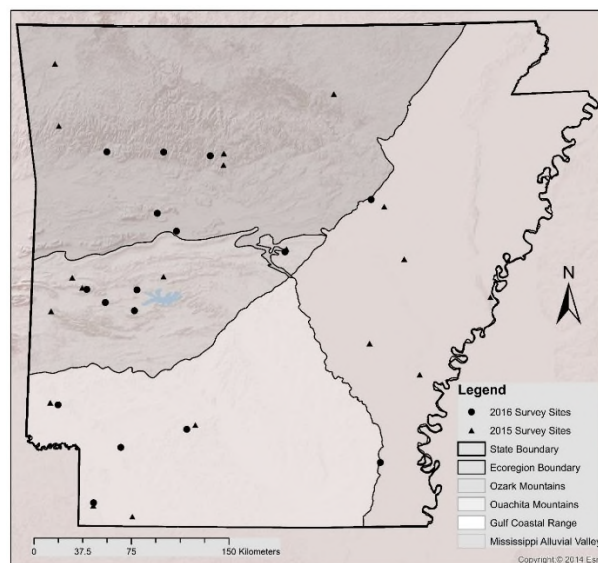 N
Legend
2016 Survey Sites
2015 Survey Sites
State Boundary
Ecoregion Boundary
Ozark Mountains
Ouachita Mountains
Gulf Coastal Range
Mississippi Alluvial Valley
0 37.5 75 150 Kilometers
Copyright:© 2014 Esri